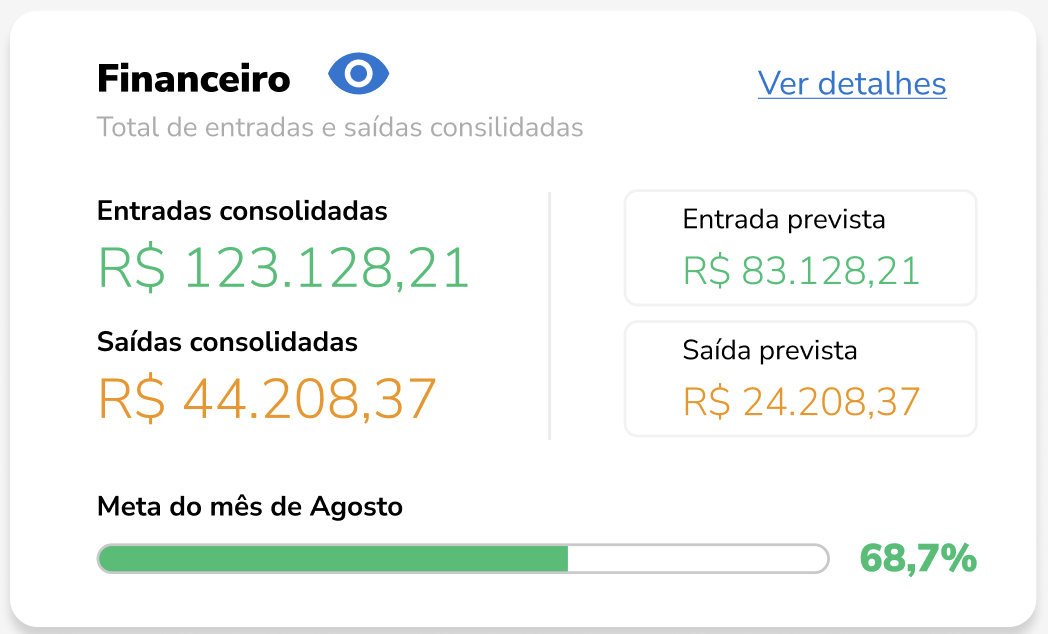 Financeiro
Ver detalhes
Total de entradas e saídas consilidadas
Entradas consolidadas
R$ 123.128,21
Saídas consolidadas
R$ 44.208,37
Entrada prevista
R$ 83.128,21
Saída prevista
R$ 24.208,37
Meta do mês de Agosto
68,7%